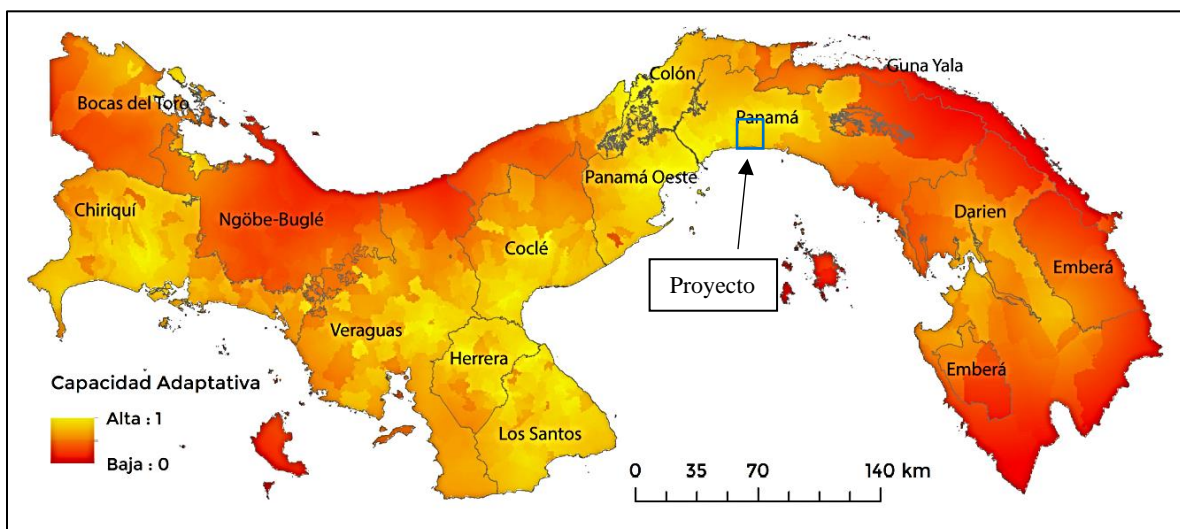 Colón
Guna Yala
Bocas del Toro
Panamá
Panamá Oeste
Chiriquí
Ngöbe-Buglé
Darien
Coclé
Emberá
Proyecto
Veraguas
Herrera
Emberá
Capacidad Adaptativa
Alta : 1
Los Santos
Baja : 0
0 35 70 140 km